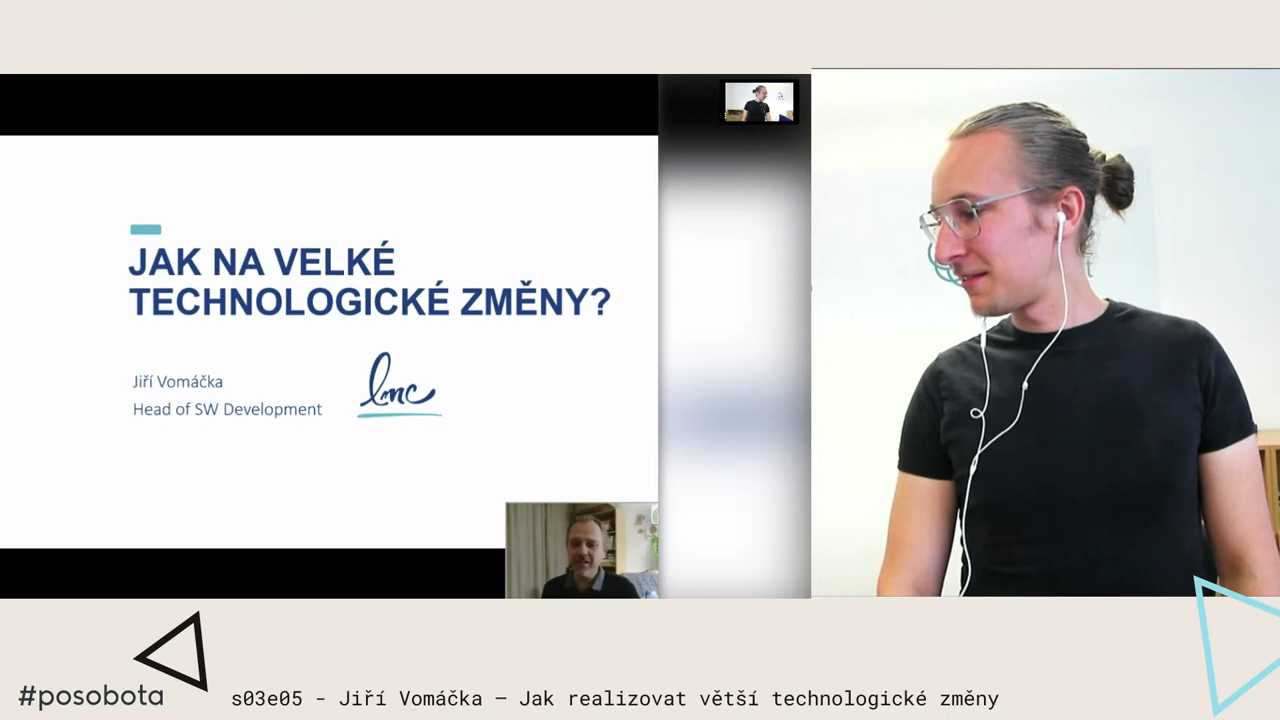 JAK NA VELKÉ
TECHNOLOGICKÉ ZMĚNY?
Jiří Vomáčka
Head of SW Development
lmc
#posobota
s03e05 - Jiří Vomáčka – Jak realizovat větší technologické změny